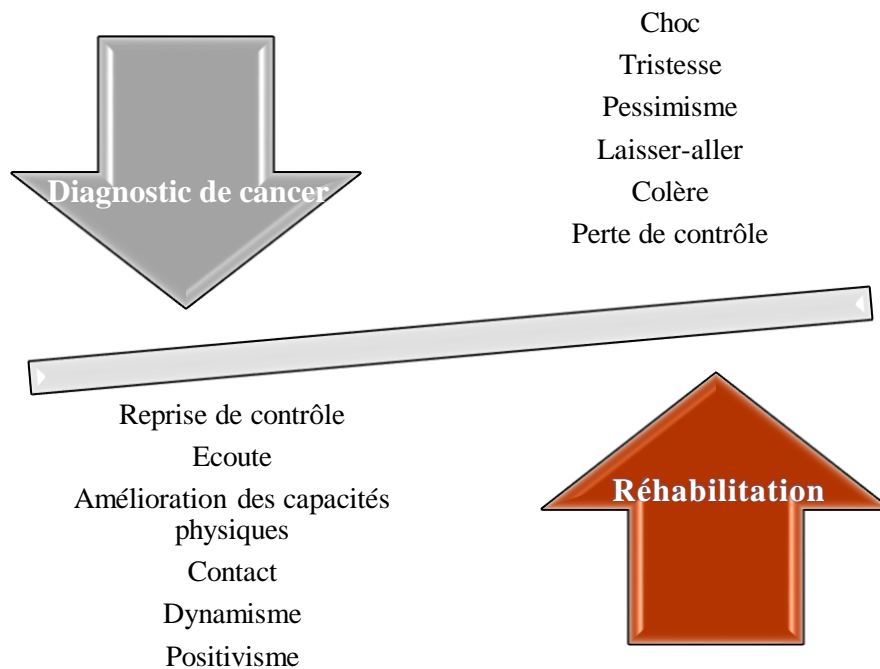 Choc
Tristesse
Pessimisme
Laisser-aller
Colère
Perte de contrôle
Diagnostic de cancer
Reprise de contrôle
Ecoute
Amélioration des capacités
physiques
Contact
Dynamisme
Positivisme
Réhabilitation